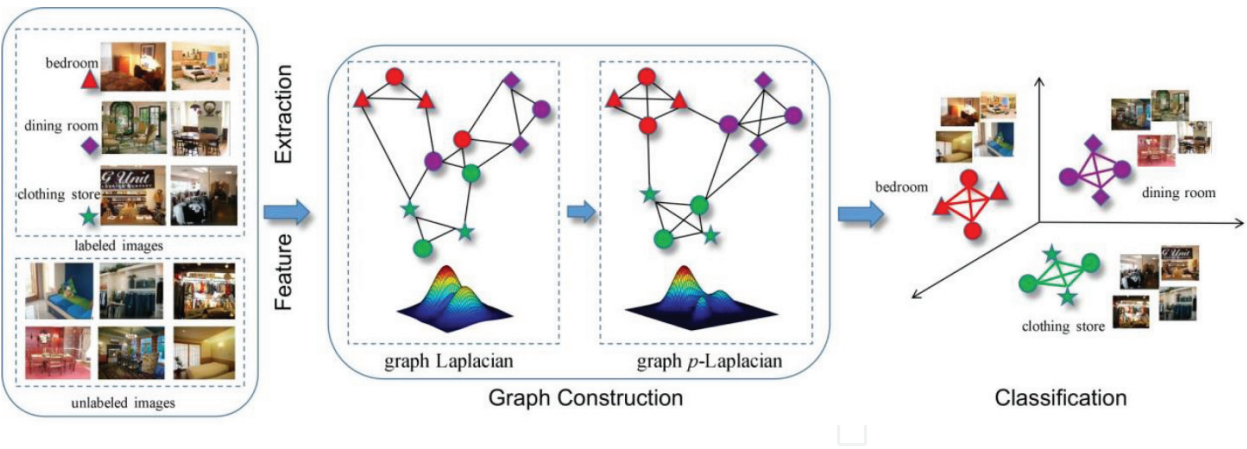 bedroom
dining room
clothing store
G Unit
labeled images
unlabeled images
Feature Extraction
graph Laplacian
graph p-Laplacian
Graph Construction
bedroom
dining room
clothing store
Classification